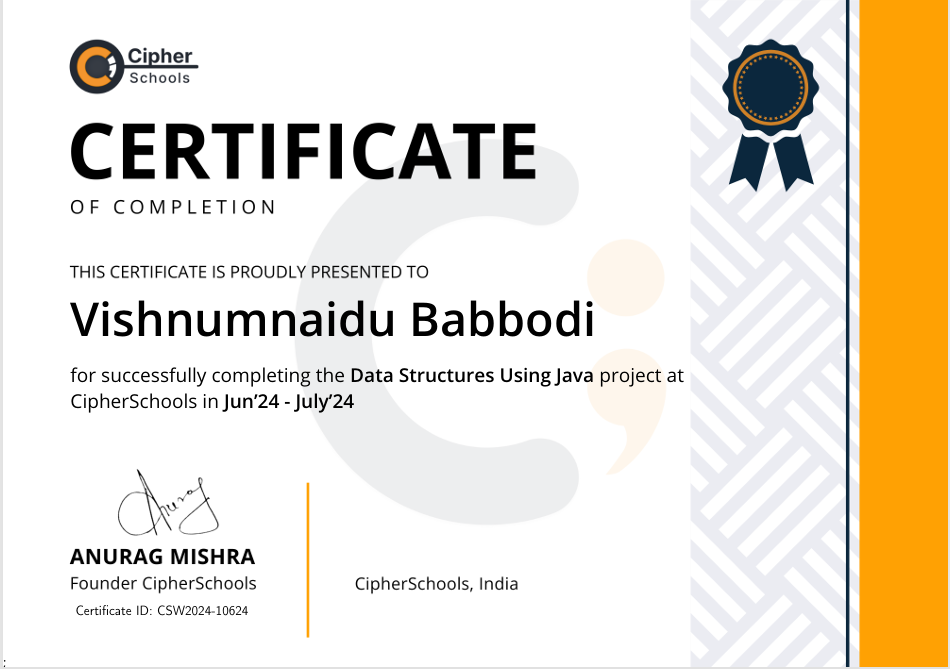 Cipher
Schools
CERTIFICATE
OF COMPLETION
THIS CERTIFICATE IS PROUDLY PRESENTED TO
Vishnumnaidu Babbodi
for successfully completing the Data Structures Using Java project at
CipherSchools in Jun’24 - July’24
Anurag
ANURAG MISHRA
Founder CipherSchools
Certificate ID: CSW2024-10624
CipherSchools, India